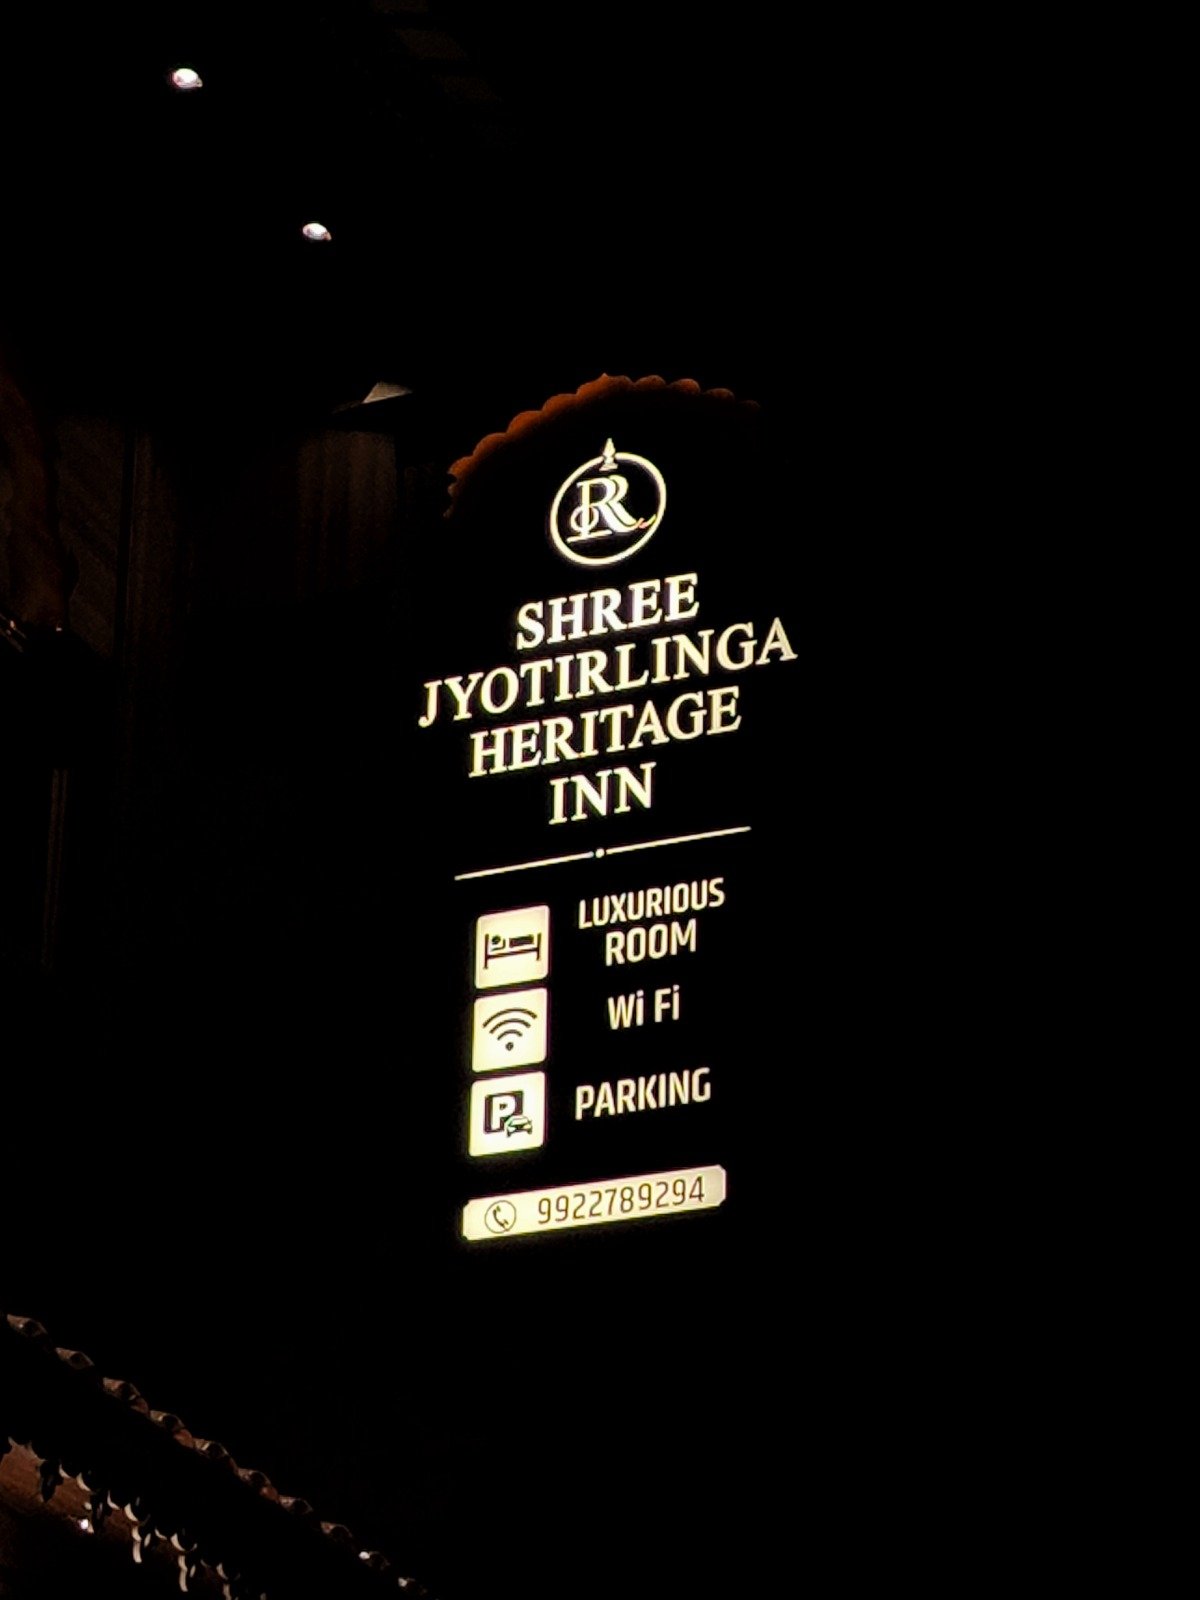 SHREE
JYOTIRLINGA
HERITAGE
INN
LUXURIOUS
ROOM
Wi Fi
P
PARKING
9922789294